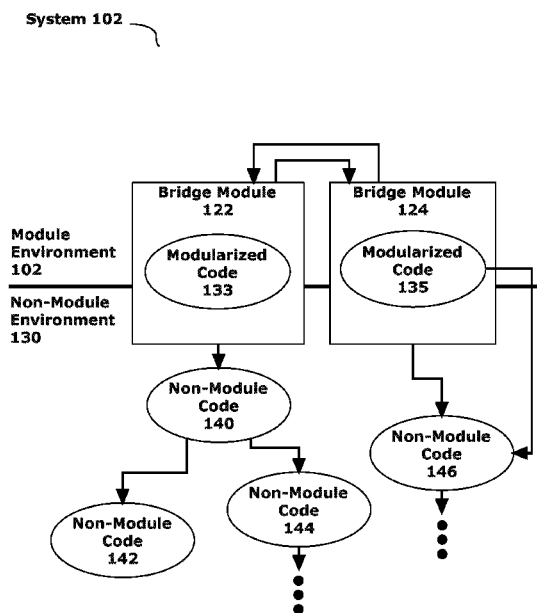 System 102
Bridge Module
122
Bridge Module
124
Module
Environment
102
Modularized
Code
133
Modularized
Code
135
Non-Module
Environment
130
Non-Module
Code
140
Non-Module
Code
146
Non-Module
Code
142
Non-Module
Code
144